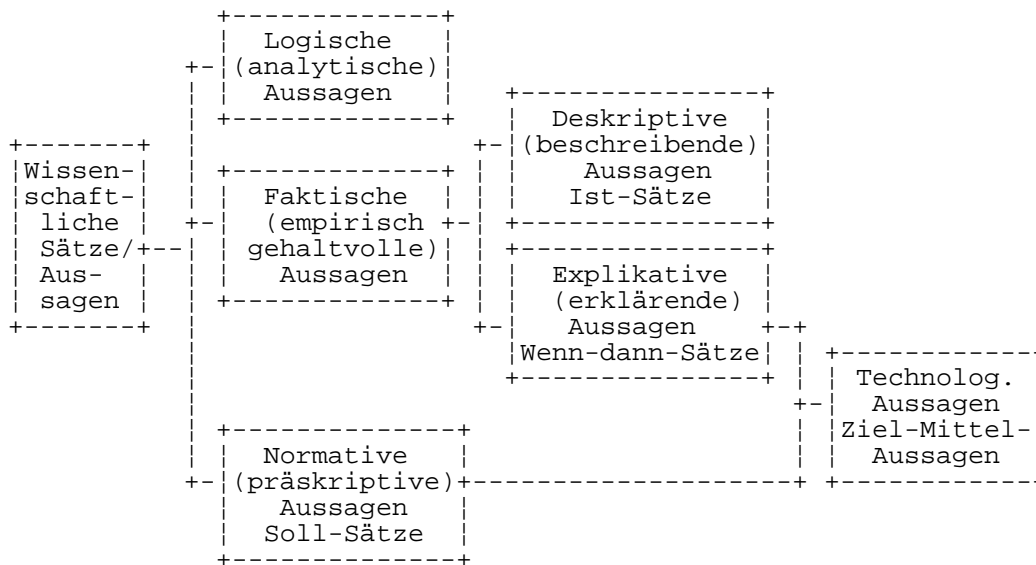 Logische
(analytische)
Aussagen
Wissen-
schaft-
liche
Sätze/
Aus-
sagen
Faktische
(empirisch
gehaltvolle)
Aussagen
Deskriptive
(beschreibende)
Aussagen
Ist-Sätze
Explikative
(erklärende)
Aussagen
Wenn-dann-Sätze
Technolog.
Aussagen
Ziel-Mittel-
Aussagen
Normative
(präskriptive)
Aussagen
Soll-Sätze